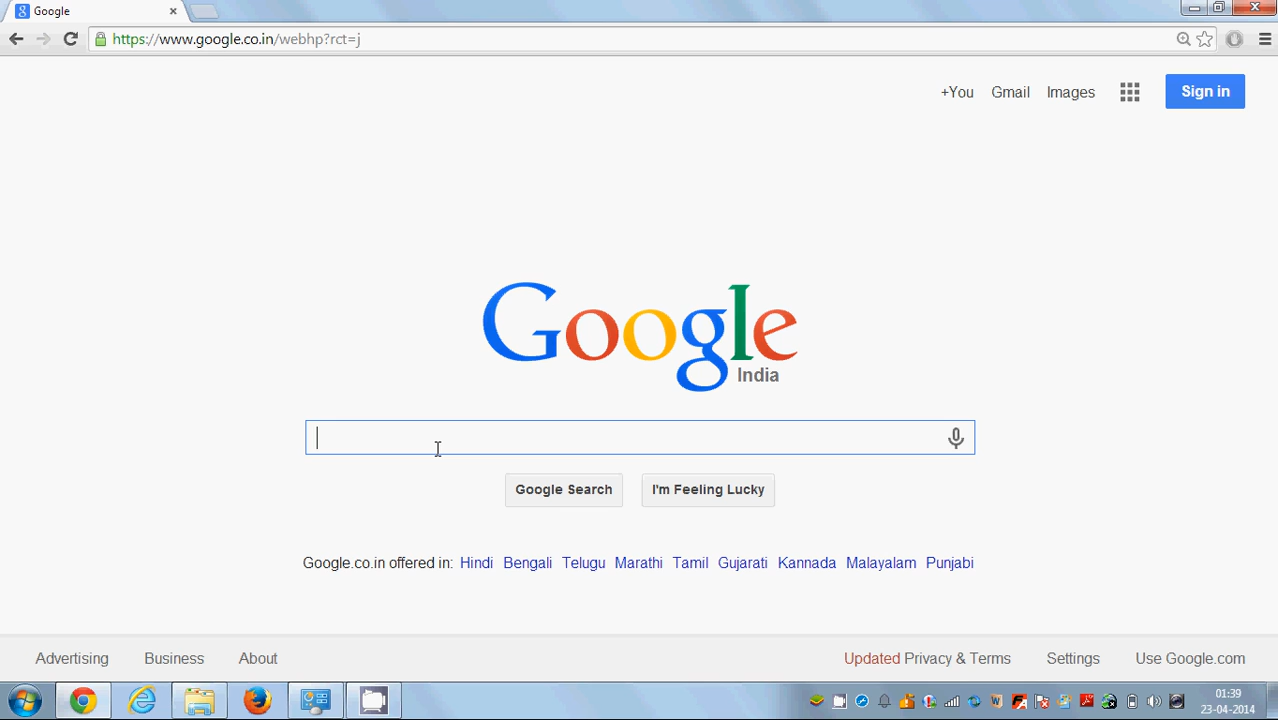 Google
https://www.google.co.in/webhp?rct=j
+You Gmail Images Sign in
Google
India
Google Search I'm Feeling Lucky
Google.co.in offered in: Hindi Bengali Telugu Marathi Tamil Gujarati Kannada Malayalam Punjabi
Advertising Business About Updated Privacy & Terms Settings Use Google.com
01:39
23-04-2014